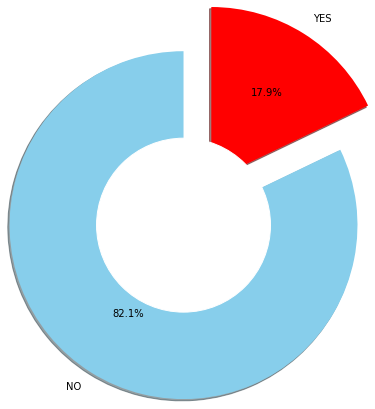 YES
17.9%
82.1%
NO